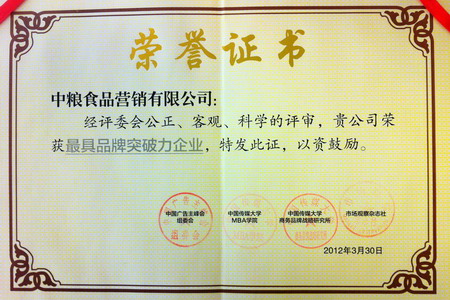 荣誉证书
中粮食品营销有限公司:
经评委会公正、客观、科学的评审，贵公司荣
获最具品牌突破力企业，特发此证，以资鼓励。
中国广告主峰会
组委会
中国传媒大学
MBA学院
中国传媒大学
商务品牌战略研究所
市场观察杂志社
2012年3月30日